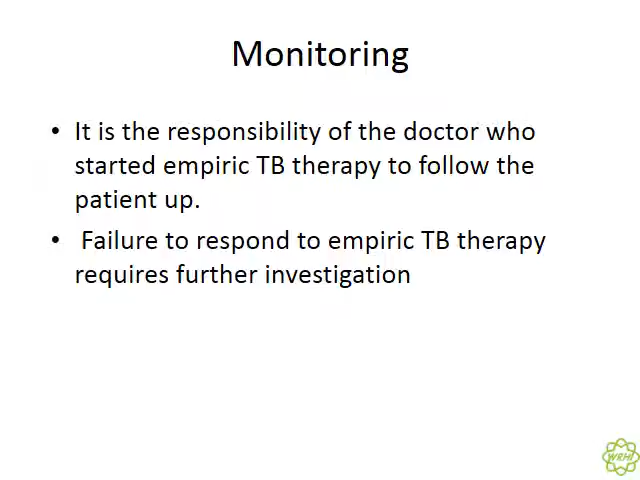 Monitoring
• It is the responsibility of the doctor who
started empiric TB therapy to follow the
patient up.
• Failure to respond to empiric TB therapy
requires further investigation
WRHI